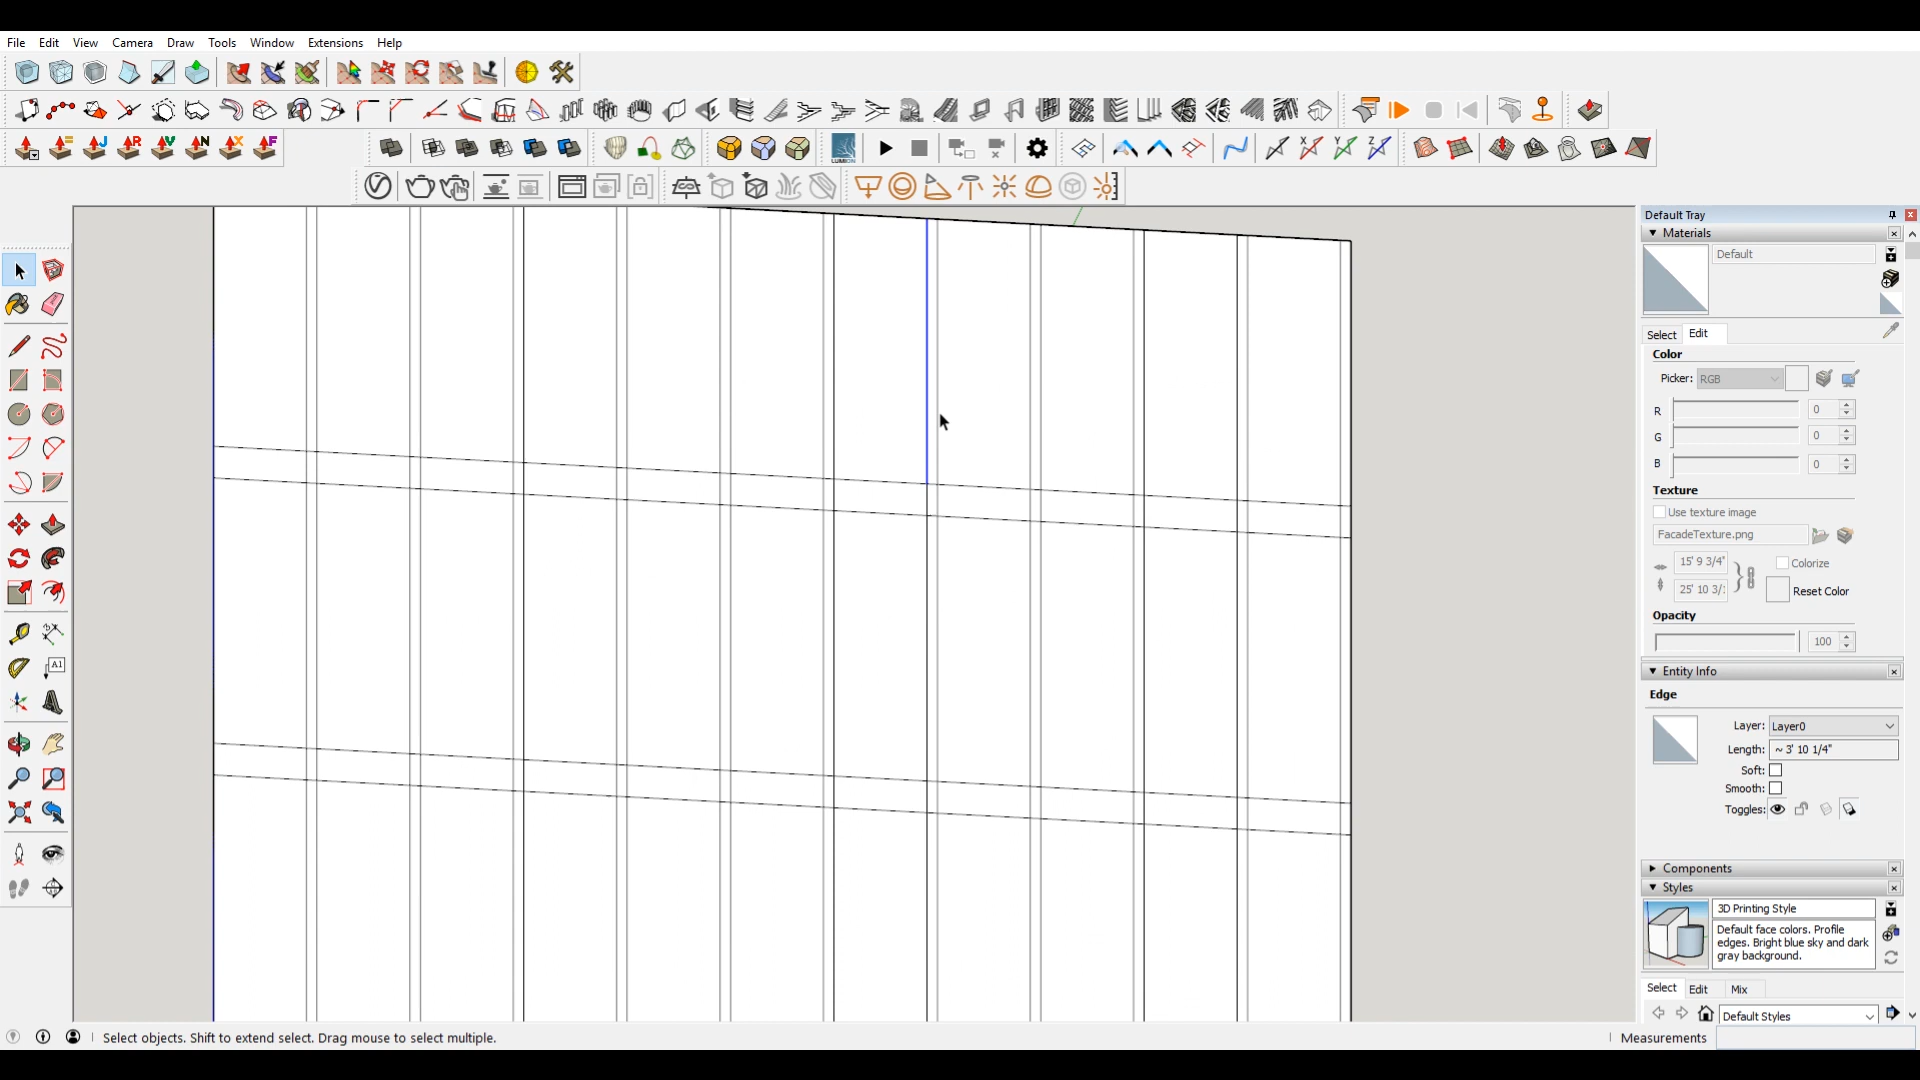 File Edit View Camera Draw Tools Window Extensions Help
Default Tray
Materials
Default
Select Edit
Color
Picker: RGB
R 0
G 0
B 0
Texture
Use texture image
FacadeTexture.png
15' 9 3/4"
Colorize
25' 10 3/:
Reset Color
Opacity
100
Entity Info
Edge
Layer: Layer0
Length: ~ 3' 10 1/4"
Soft:
Smooth:
Toggles:
Components
Styles
3D Printing Style
Default face colors. Profile
edges. Bright blue sky and dark
gray background.
Select Edit Mix
Default Styles
Select objects. Shift to extend select. Drag mouse to select multiple.
Measurements